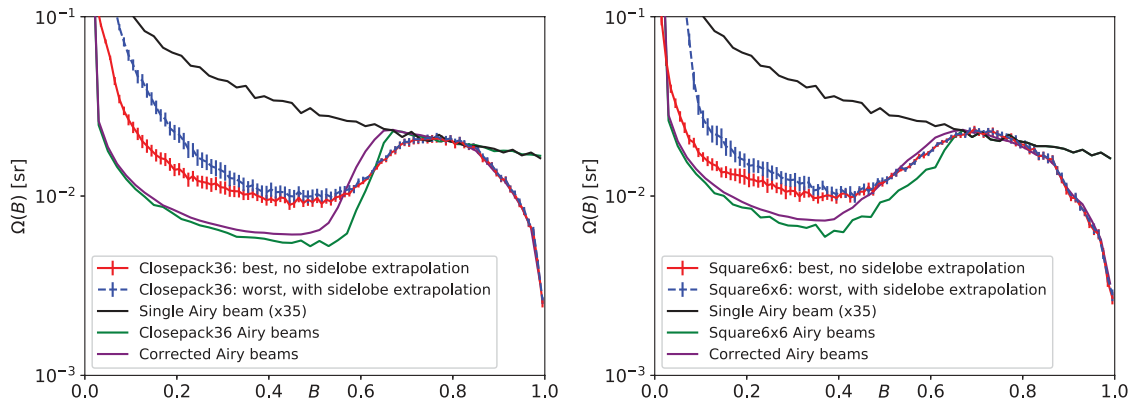 10⁻¹
10⁻²
10⁻³
Ω(B) [sr]
Closepack36: best, no sidelobe extrapolation
Closepack36: worst, with sidelobe extrapolation
Single Airy beam (x35)
Closepack36 Airy beams
Corrected Airy beams
0.0 0.2 0.4 B 0.6 0.8 1.0
10⁻¹
10⁻²
10⁻³
Ω(B) [sr]
Square6x6: best, no sidelobe extrapolation
Square6x6: worst, with sidelobe extrapolation
Single Airy beam (x35)
Square6x6 Airy beams
Corrected Airy beams
0.0 0.2 0.4 B 0.6 0.8 1.0